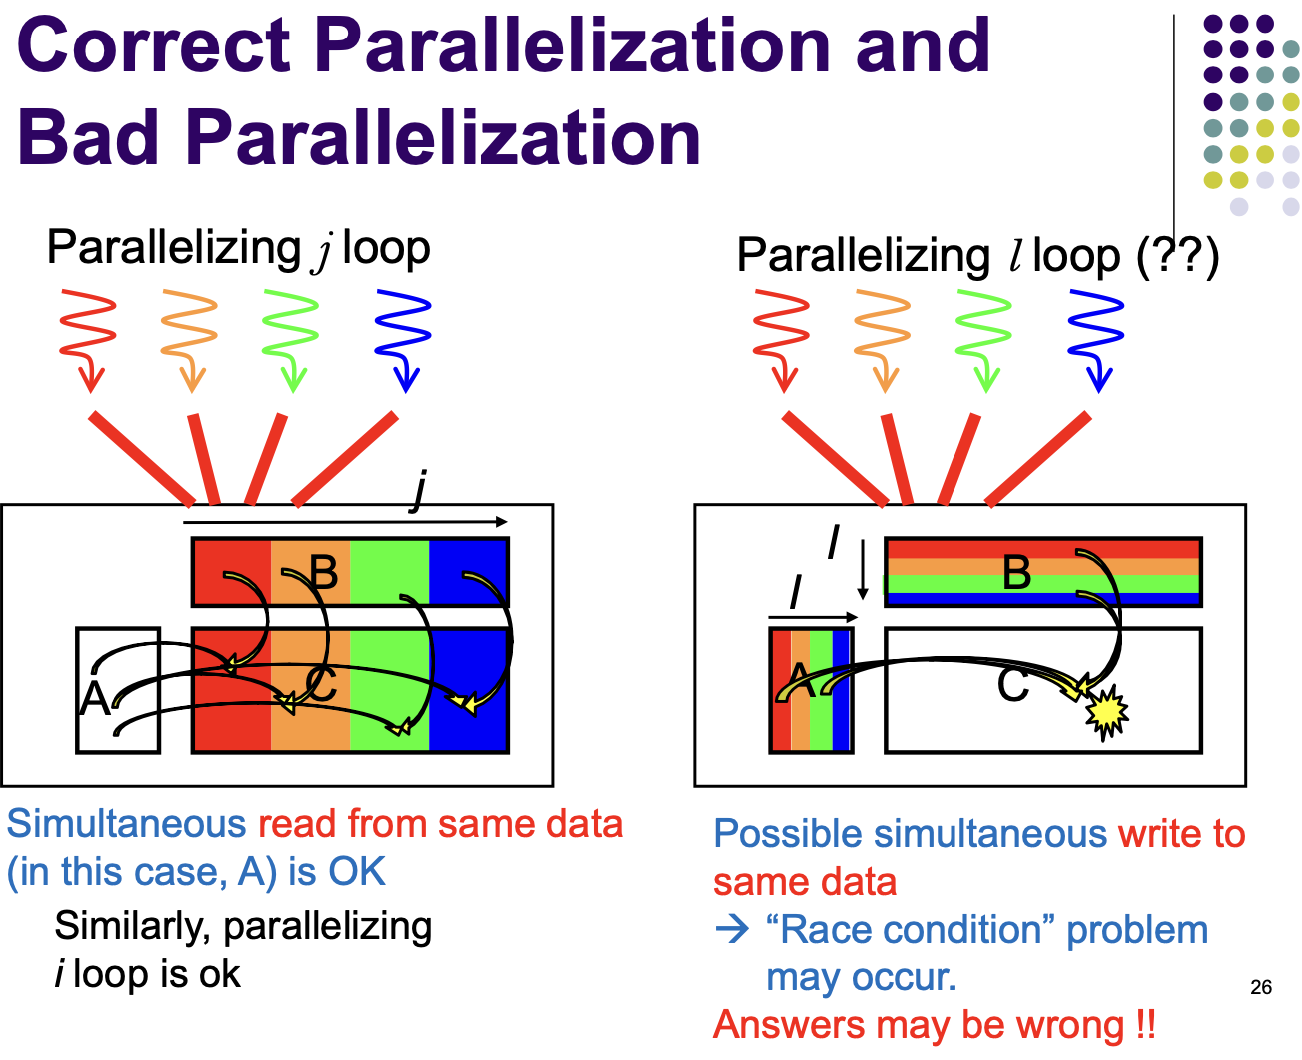 Correct Parallelization and
Bad Parallelization
Parallelizing j loop
j
B
A
C
Simultaneous read from same data
(in this case, A) is OK
Similarly, parallelizing
i loop is ok
Parallelizing l loop (??)
l
l
B
A
C
Possible simultaneous write to
same data
→ “Race condition” problem
may occur.
Answers may be wrong !!
26